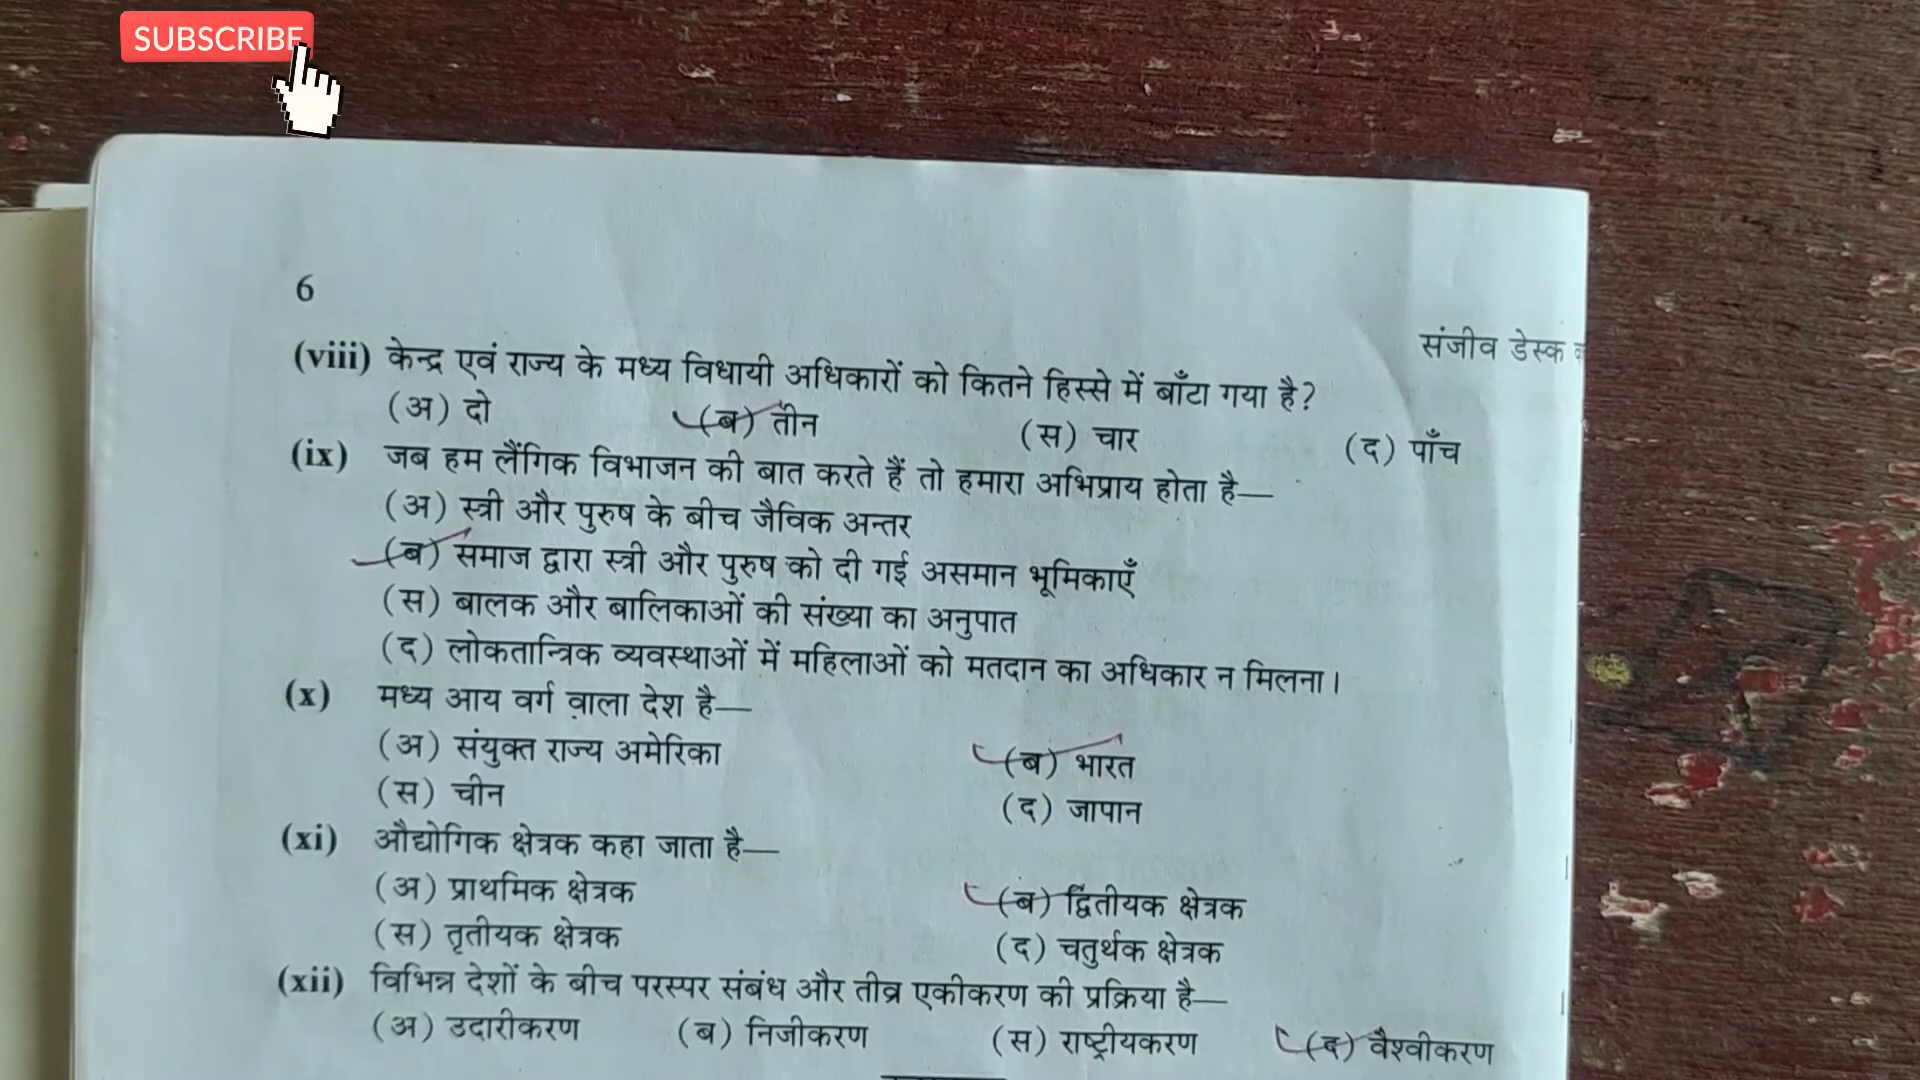 SUBSCRIBE
6
संजीव डेस्क
(viii) केन्द्र एवं राज्य के मध्य विधायी अधिकारों को कितने हिस्से में बाँटा गया है?
(अ) दो (ब) तीन (स) चार (द) पाँच
(ix) जब हम लैंगिक विभाजन की बात करते हैं तो हमारा अभिप्राय होता है—
(अ) स्त्री और पुरुष के बीच जैविक अन्तर
(ब) समाज द्वारा स्त्री और पुरुष को दी गई असमान भूमिकाएँ
(स) बालक और बालिकाओं की संख्या का अनुपात
(द) लोकतान्त्रिक व्यवस्थाओं में महिलाओं को मतदान का अधिकार न मिलना।
(x) मध्य आय वर्ग वाला देश है—
(अ) संयुक्त राज्य अमेरिका (ब) भारत
(स) चीन (द) जापान
(xi) औद्योगिक क्षेत्रक कहा जाता है—
(अ) प्राथमिक क्षेत्रक (ब) द्वितीयक क्षेत्रक
(स) तृतीयक क्षेत्रक (द) चतुर्थक क्षेत्रक
(xii) विभिन्न देशों के बीच परस्पर संबंध और तीव्र एकीकरण की प्रक्रिया है—
(अ) उदारीकरण (ब) निजीकरण (स) राष्ट्रीयकरण (द) वैश्वीकरण